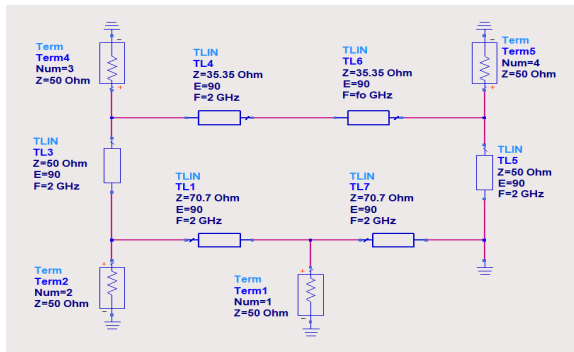 Term
Term4
Num=3
Z=50 Ohm
TLIN
TL4
Z=35.35 Ohm
E=90
F=2 GHz
TLIN
TL6
Z=35.35 Ohm
E=90
F=fo GHz
Term
Term5
Num=4
Z=50 Ohm
TLIN
TL3
Z=50 Ohm
E=90
F=2 GHz
TLIN
TL1
Z=70.7 Ohm
E=90
F=2 GHz
TLIN
TL7
Z=70.7 Ohm
E=90
F=2 GHz
TLIN
TL5
Z=50 Ohm
E=90
F=2 GHz
Term
Term2
Num=2
Z=50 Ohm
Term
Term1
Num=1
Z=50 Ohm